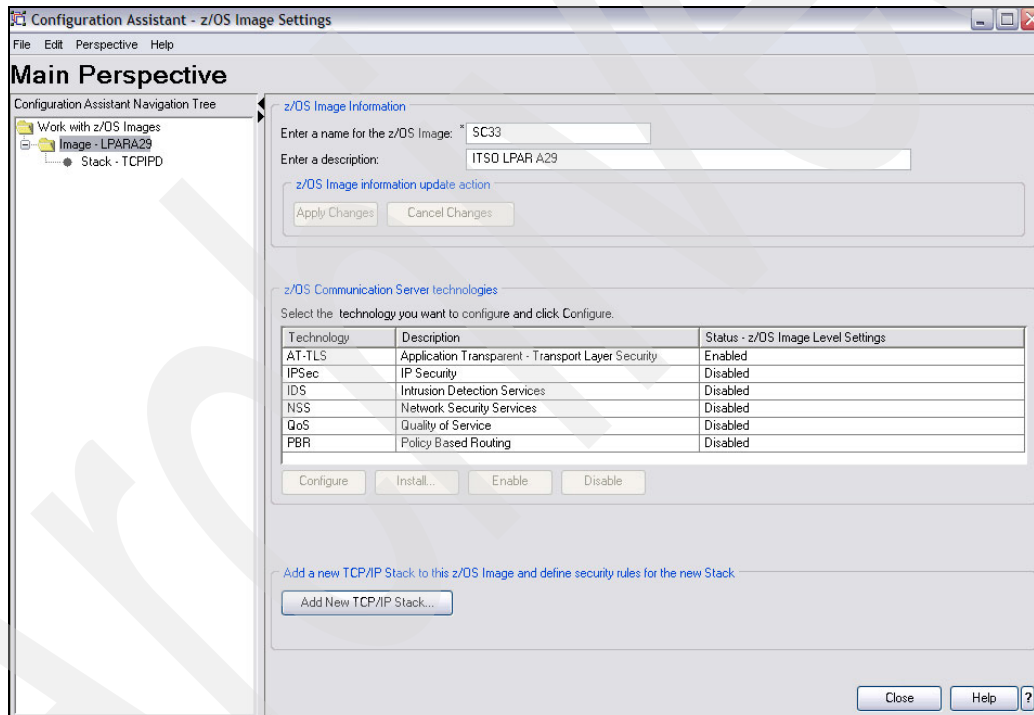 Configuration Assistant - z/OS Image Settings
File Edit Perspective Help
Main Perspective
Configuration Assistant Navigation Tree
Work with z/OS Images
Image - LPARA29
Stack - TCPIPD
z/OS Image Information
Enter a name for the z/OS Image: * SC33
Enter a description: ITSO LPAR A29
z/OS Image information update action
Apply Changes Cancel Changes
z/OS Communication Server technologies
Select the technology you want to configure and click Configure.
Technology Description Status - z/OS Image Level Settings
AT-TLS Application Transparent - Transport Layer Security Enabled
IPSec IP Security Disabled
IDS Intrusion Detection Services Disabled
NSS Network Security Services Disabled
QoS Quality of Service Disabled
PBR Policy Based Routing Disabled
Configure Install... Enable Disable
Add a new TCP/IP Stack to this z/OS Image and define security rules for the new Stack
Add New TCP/IP Stack...
Close Help ?